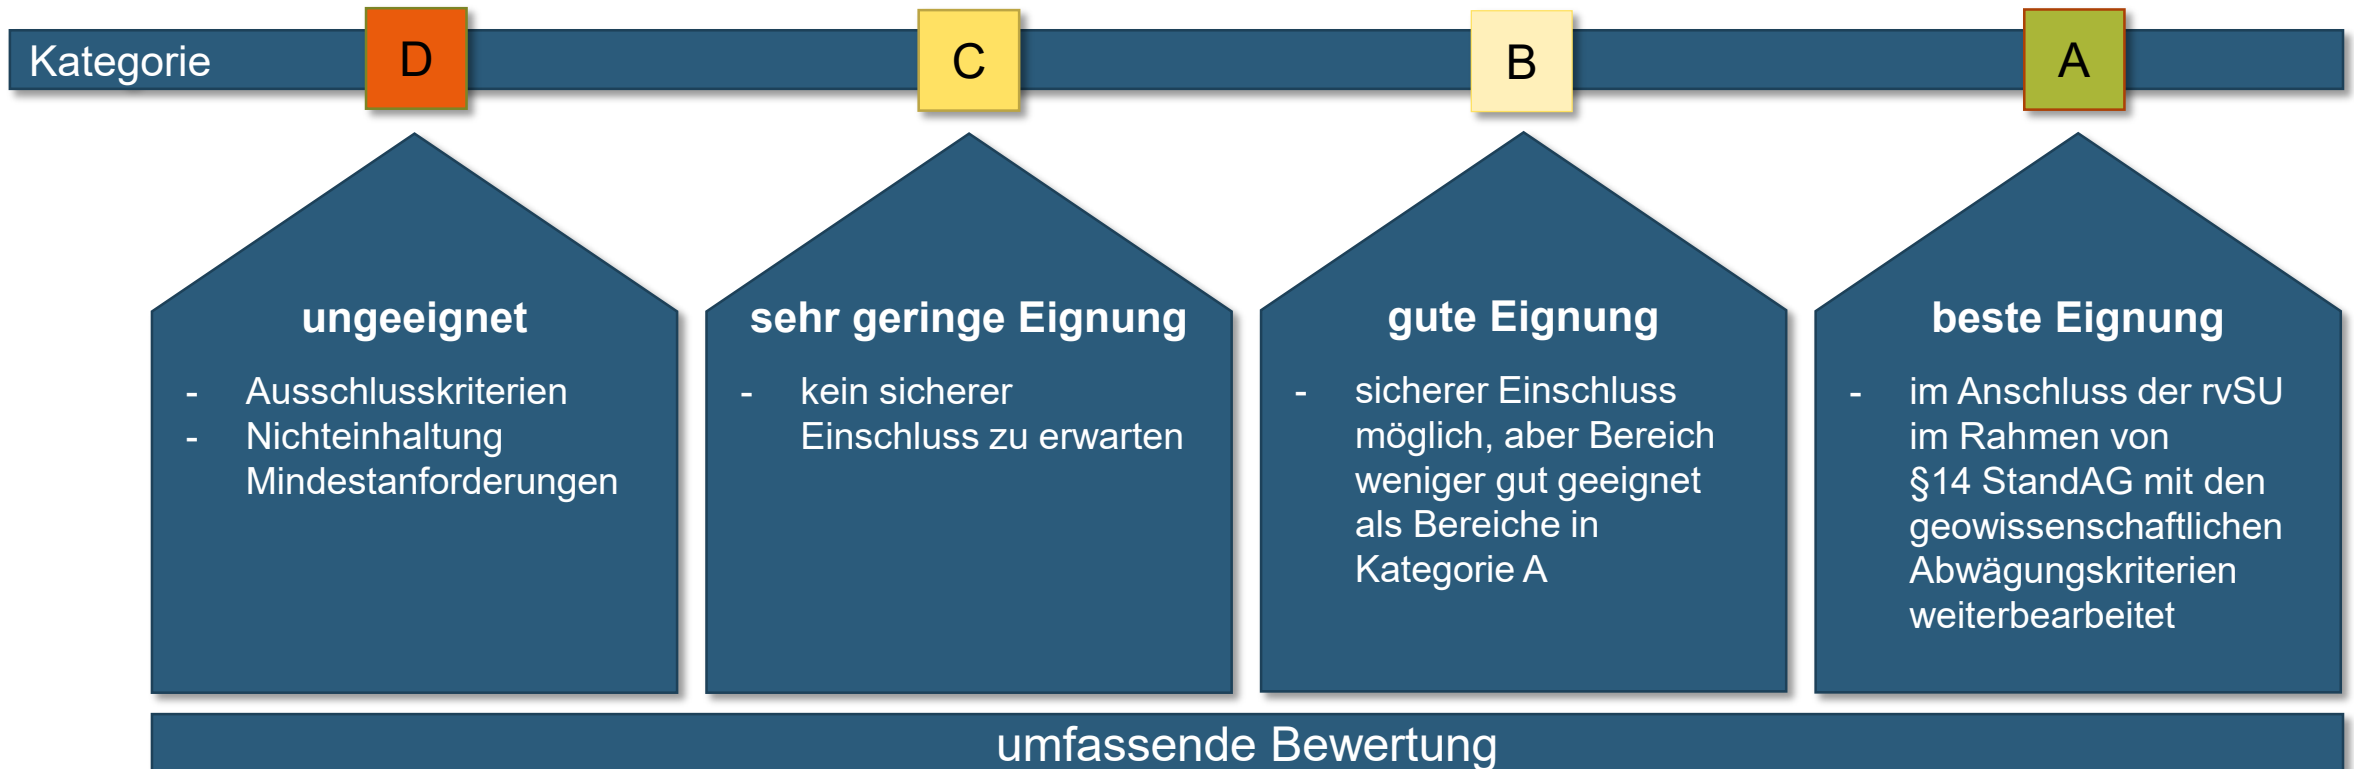 Kategorie
D
C
B
A
ungeeignet
- Ausschlusskriterien
- Nichteinhaltung
Mindestanforderungen
sehr geringe Eignung
- kein sicherer
Einschluss zu erwarten
gute Eignung
- sicherer Einschluss
möglich, aber Bereich
weniger gut geeignet
als Bereiche in
Kategorie A
beste Eignung
- im Anschluss der rvSU
im Rahmen von
§14 StandAG mit den
geowissenschaftlichen
Abwägungskriterien
weiterbearbeitet
umfassende Bewertung